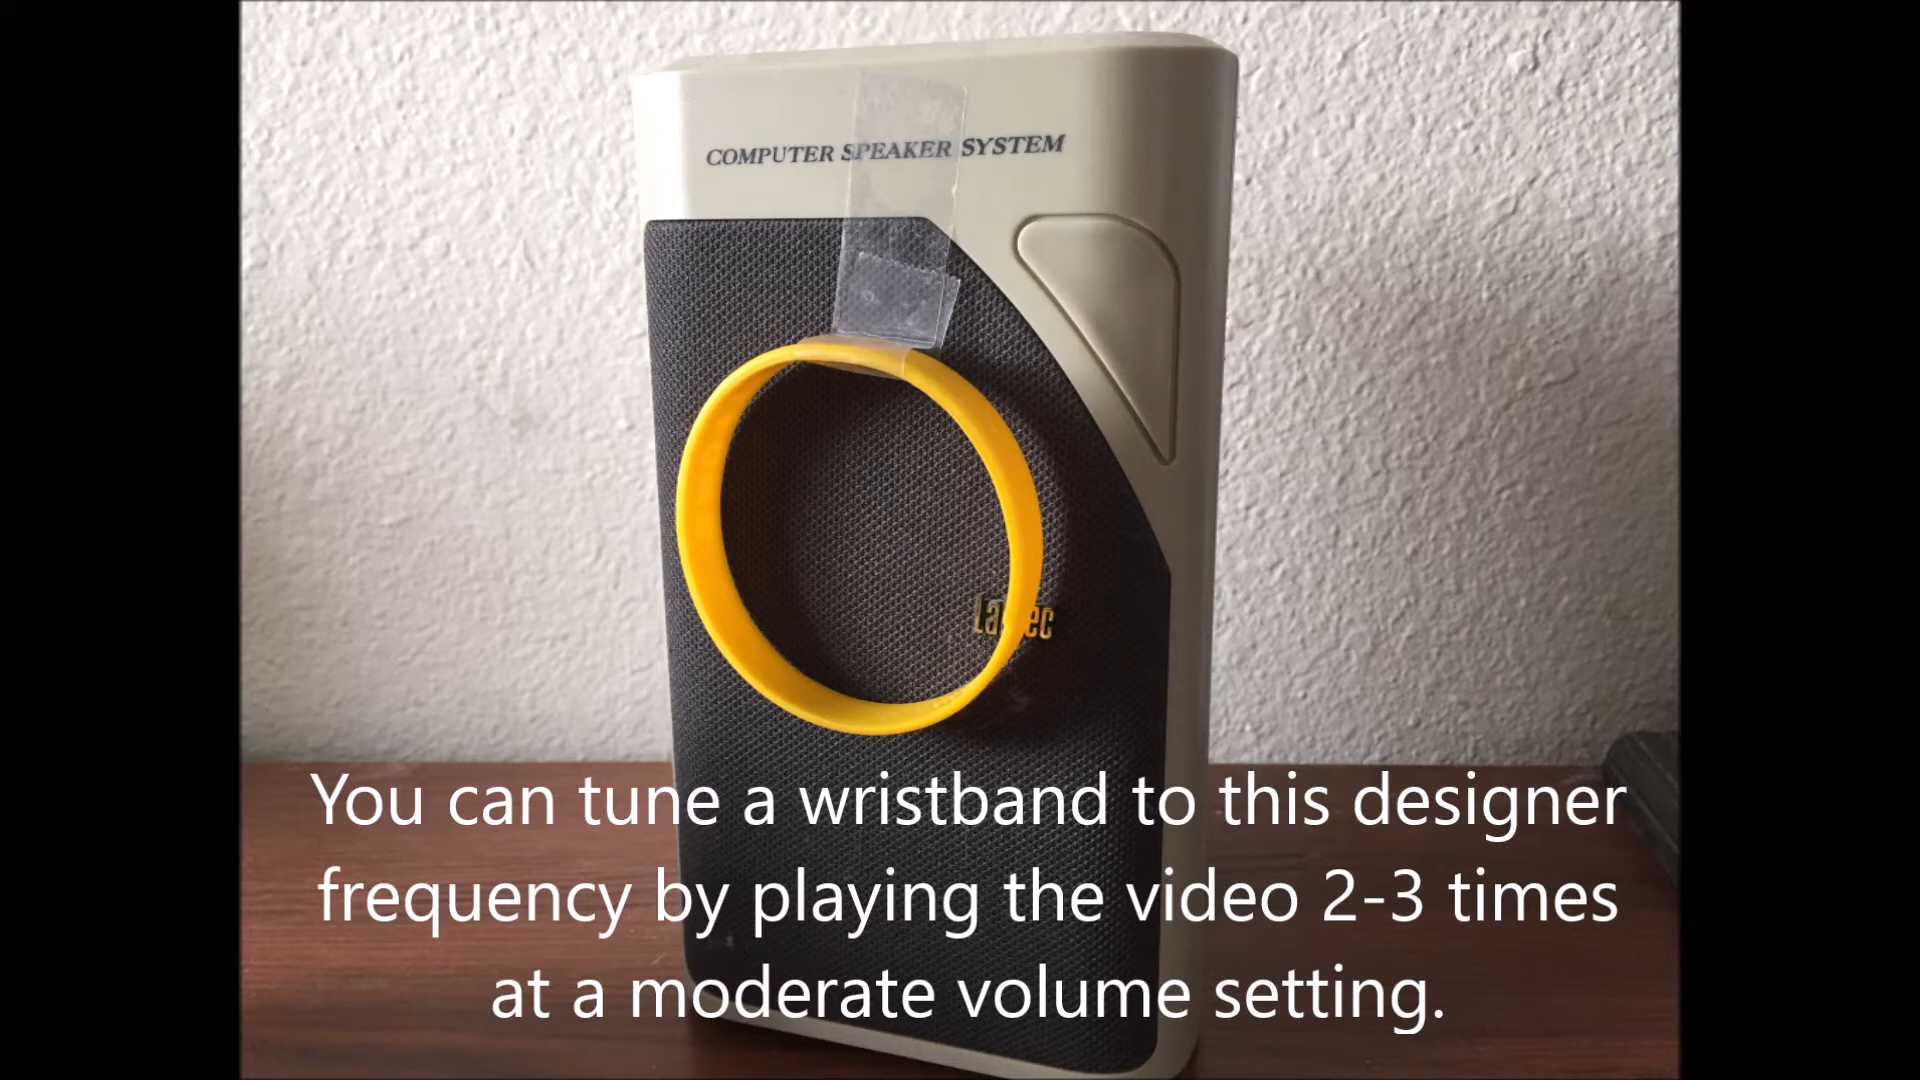 COMPUTER SPEAKER SYSTEM
You can tune a wristband to this designer
frequency by playing the video 2-3 times
at a moderate volume setting.